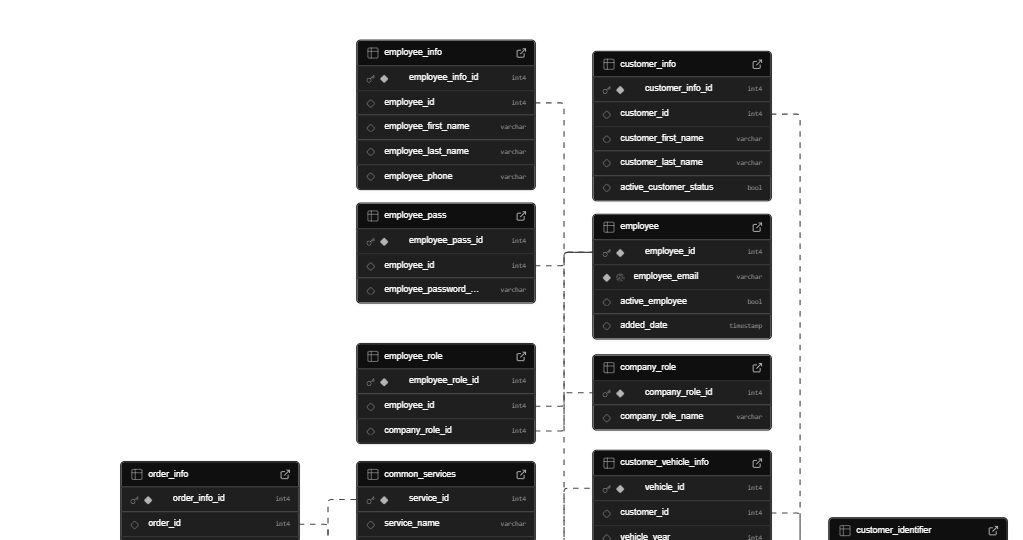 employee_info
employee_info_id int4
employee_id int4
employee_first_name varchar
employee_last_name varchar
employee_phone varchar
customer_info
customer_info_id int4
customer_id int4
customer_first_name varchar
customer_last_name varchar
active_customer_status bool
employee_pass
employee_pass_id int4
employee_id int4
employee_password_... varchar
employee
employee_id int4
employee_email varchar
active_employee bool
added_date timestamp
employee_role
employee_role_id int4
employee_id int4
company_role_id int4
company_role
company_role_id int4
company_role_name varchar
order_info
order_info_id int4
order_id int4
common_services
service_id int4
service_name varchar
customer_vehicle_info
vehicle_id int4
customer_id int4
vehicle_year int4
customer_identifier